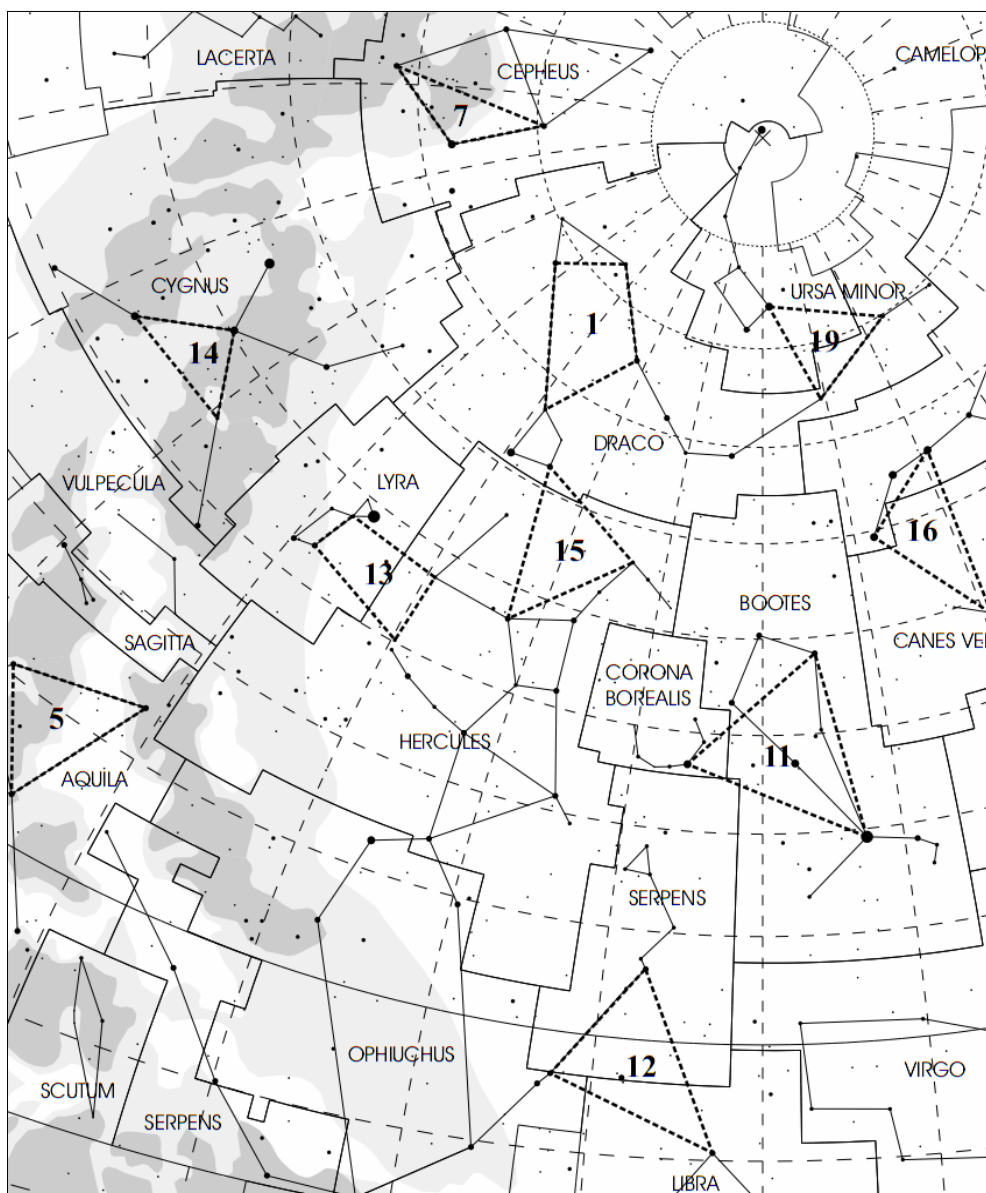 LACERTA
CEPHEUS
CAMELOPA
7
CYGNUS
URSA MINOR
1
19
14
DRACO
VULPECULA
LYRA
16
15
13
BOOTES
SAGITTA
CANES VE
CORONA
BOREALIS
5
HERCULES
11
AQUILA
SERPENS
OPHIUCHUS
12
VIRGO
SCUTUM
SERPENS
LIBRA